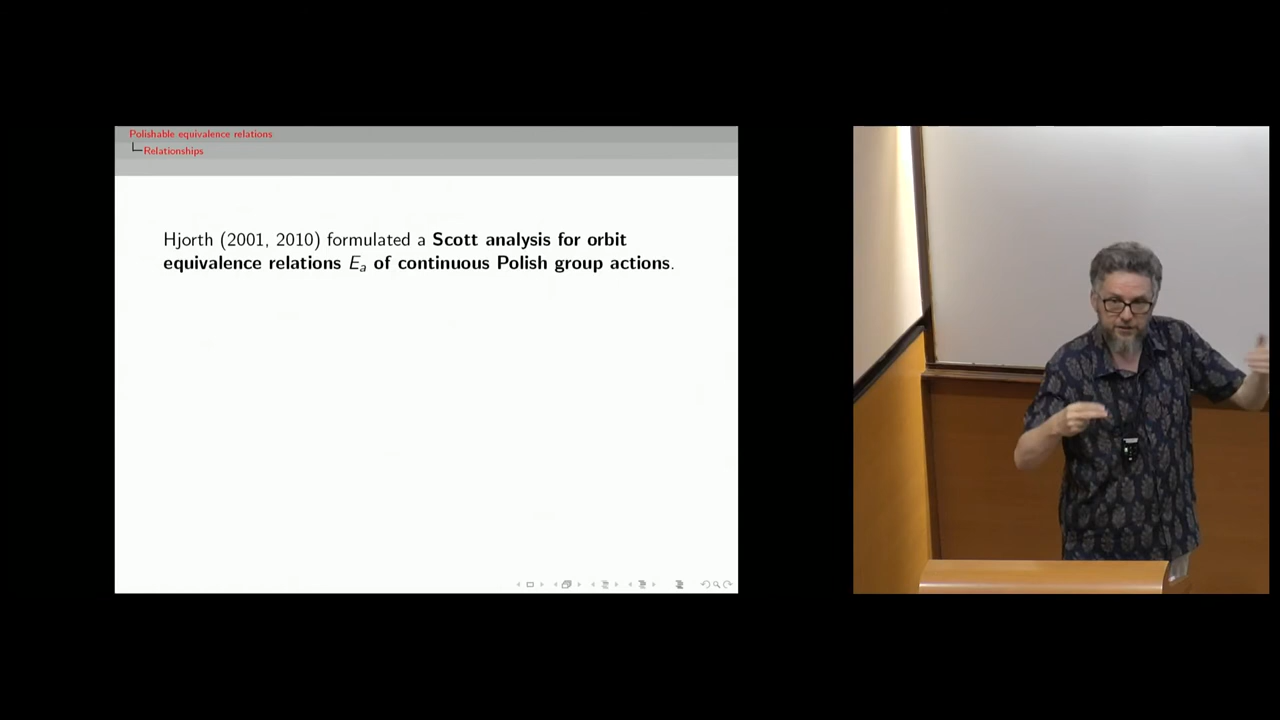 Polishable equivalence relations
Relationships
Hjorth (2001, 2010) formulated a Scott analysis for orbit
equivalence relations Eₐ of continuous Polish group actions.